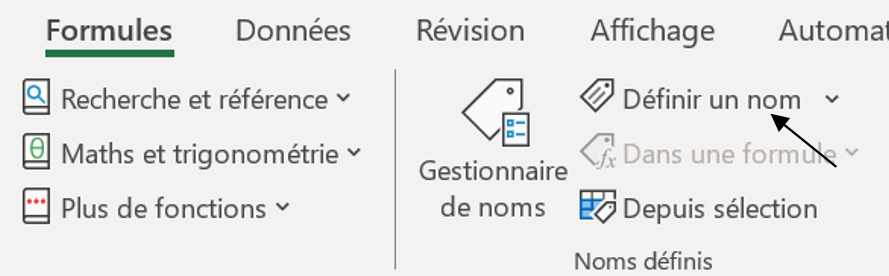 Formules Données Révision Affichage Automat
Recherche et référence
Maths et trigonométrie
Plus de fonctions
Gestionnaire
de noms
Définir un nom
Dans une formule
Depuis sélection
Noms définis